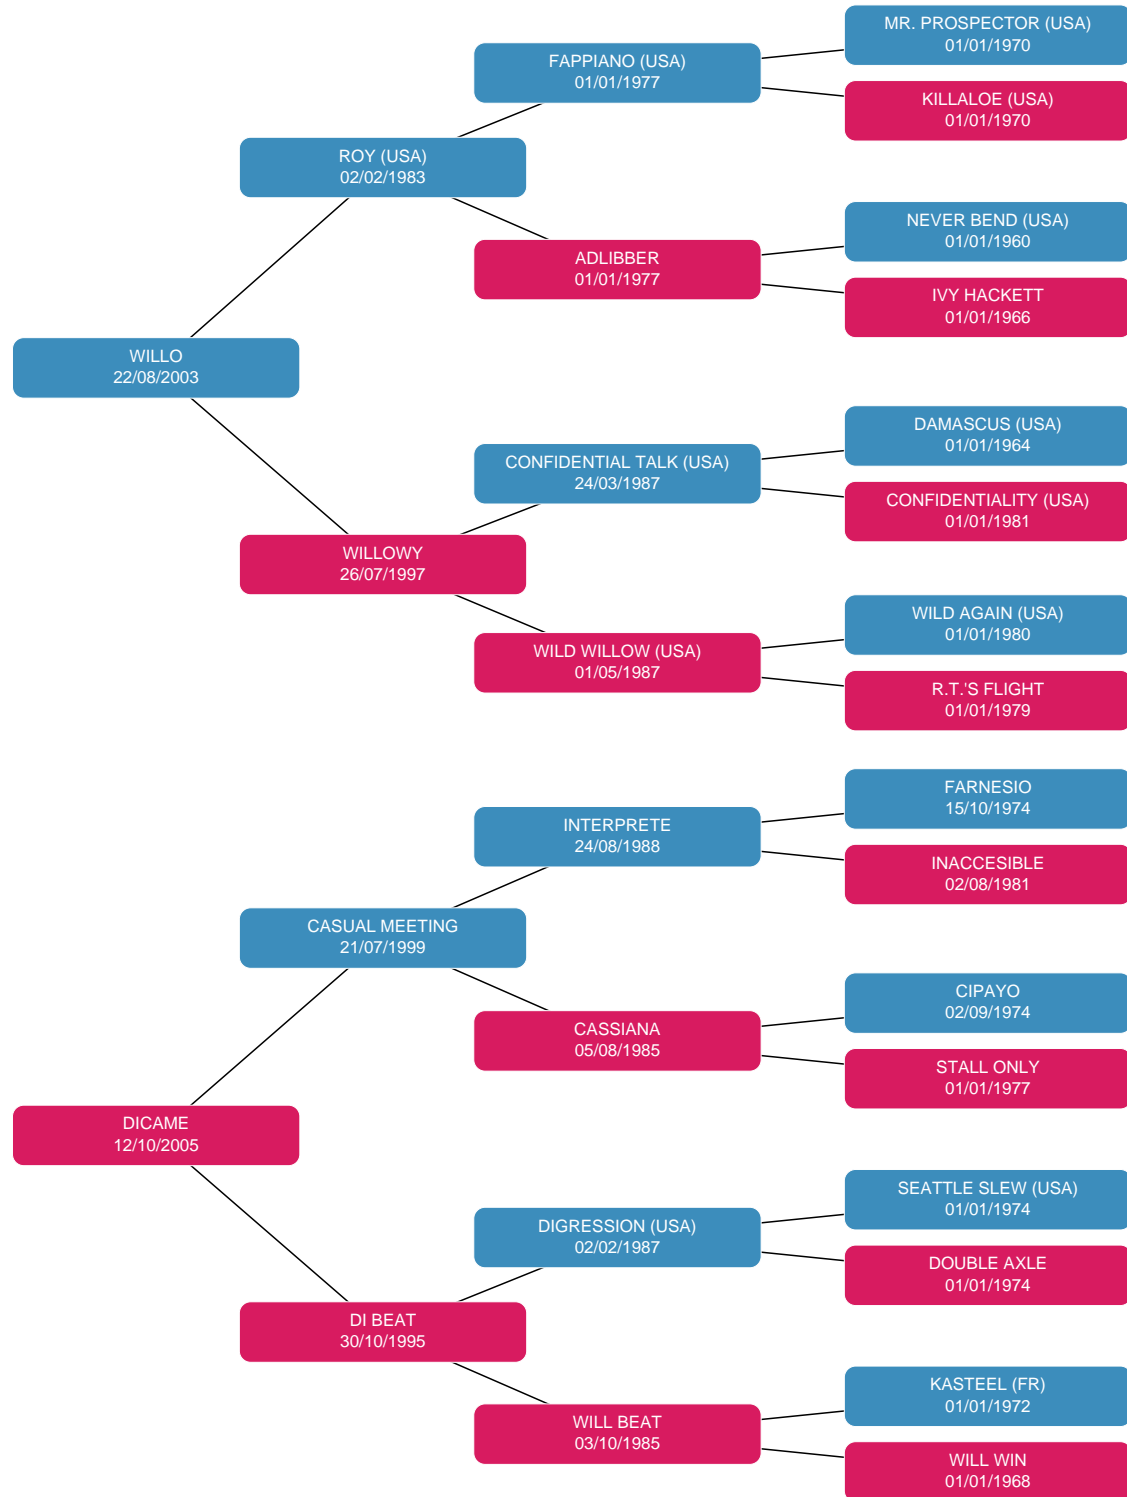 MR. PROSPECTOR (USA)
01/01/1970
FAPPIANO (USA)
01/01/1977
KILLALOE (USA)
01/01/1970
ROY (USA)
02/02/1983
NEVER BEND (USA)
01/01/1960
ADLIBBER
01/01/1977
IVY HACKETT
01/01/1966
WILLO
22/08/2003
DAMASCUS (USA)
01/01/1964
CONFIDENTIAL TALK (USA)
24/03/1987
CONFIDENTIALITY (USA)
01/01/1981
WILLOWY
26/07/1997
WILD AGAIN (USA)
01/01/1980
WILD WILLOW (USA)
01/05/1987
R.T.'S FLIGHT
01/01/1979
FARNESIO
15/10/1974
INTERPRETE
24/08/1988
INACCESIBLE
02/08/1981
CASUAL MEETING
21/07/1999
CIPAYO
02/09/1974
CASSIANA
05/08/1985
STALL ONLY
01/01/1977
DICAME
12/10/2005
SEATTLE SLEW (USA)
01/01/1974
DIGRESSION (USA)
02/02/1987
DOUBLE AXLE
01/01/1974
DI BEAT
30/10/1995
KASTEEL (FR)
01/01/1972
WILL BEAT
03/10/1985
WILL WIN
01/01/1968